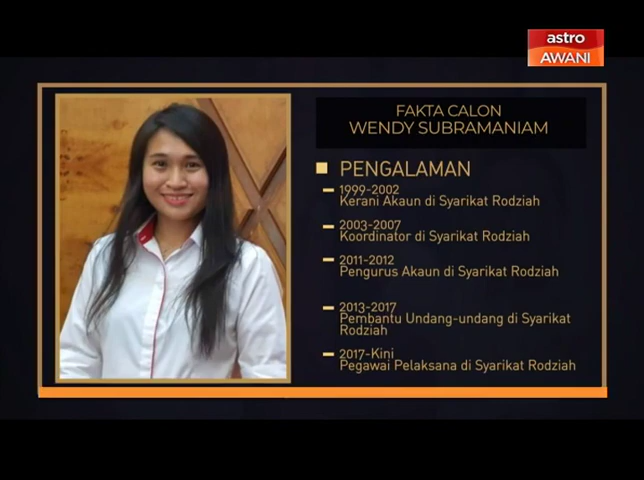 astro
AWANI
FAKTA CALON
WENDY SUBRAMANIAM
PENGALAMAN
1999-2002
Kerani Akaun di Syarikat Rodziah
2003-2007
Koordinator di Syarikat Rodziah
2011-2012
Pengurus Akaun di Syarikat Rodziah
2013-2017
Pembantu Undang-undang di Syarikat
Rodziah
2017-Kini
Pegawai Pelaksana di Syarikat Rodziah